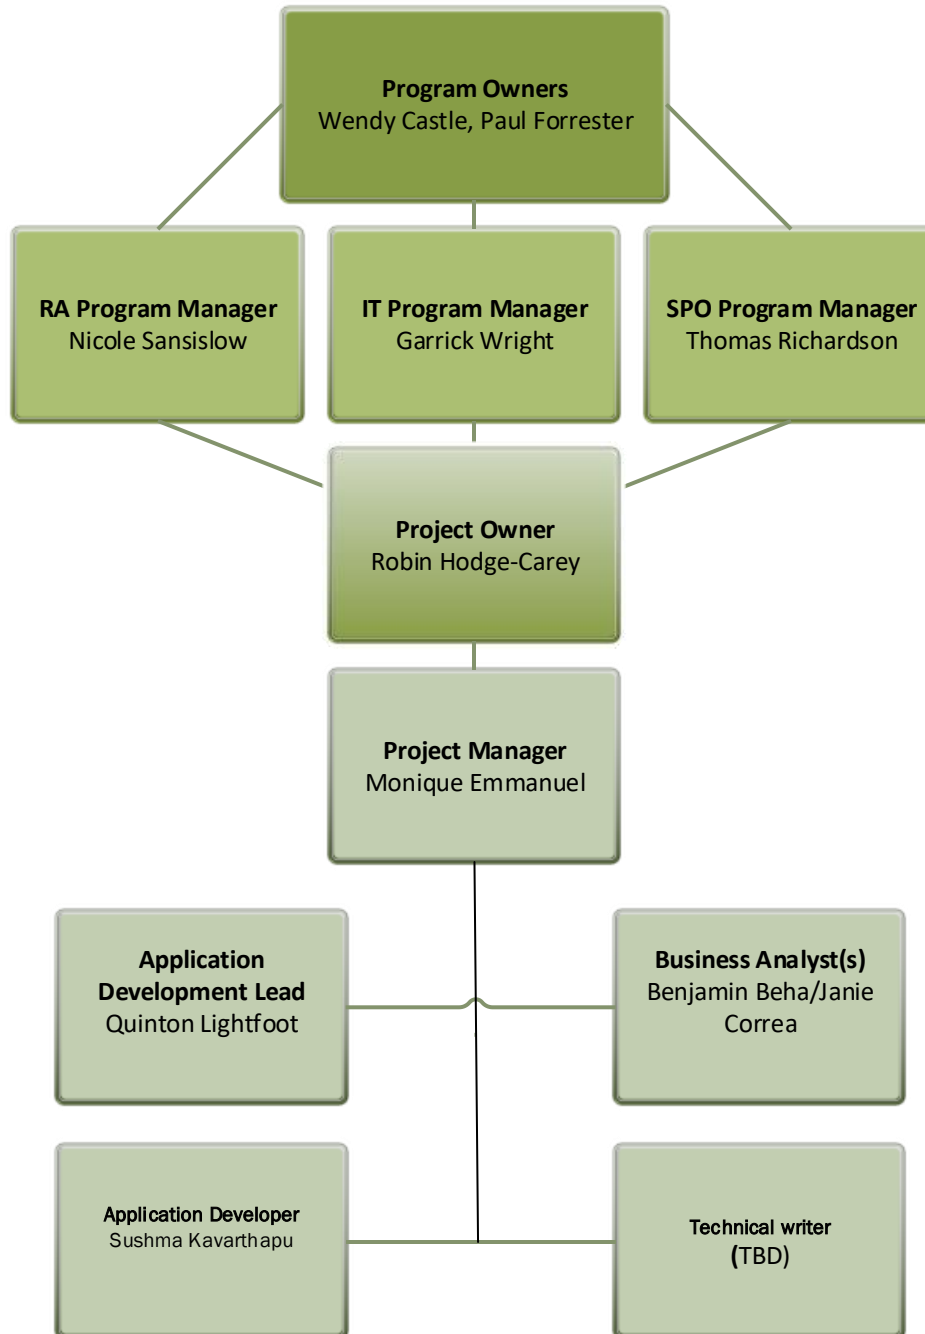 Program Owners
Wendy Castle, Paul Forrester
RA Program Manager
Nicole Sansislow
IT Program Manager
Garrick Wright
SPO Program Manager
Thomas Richardson
Project Owner
Robin Hodge-Carey
Project Manager
Monique Emmanuel
Application
Development Lead
Quinton Lightfoot
Business Analyst(s)
Benjamin Beha/Janie
Correa
Application Developer
Sushma Kavarthapu
Technical writer
(TBD)